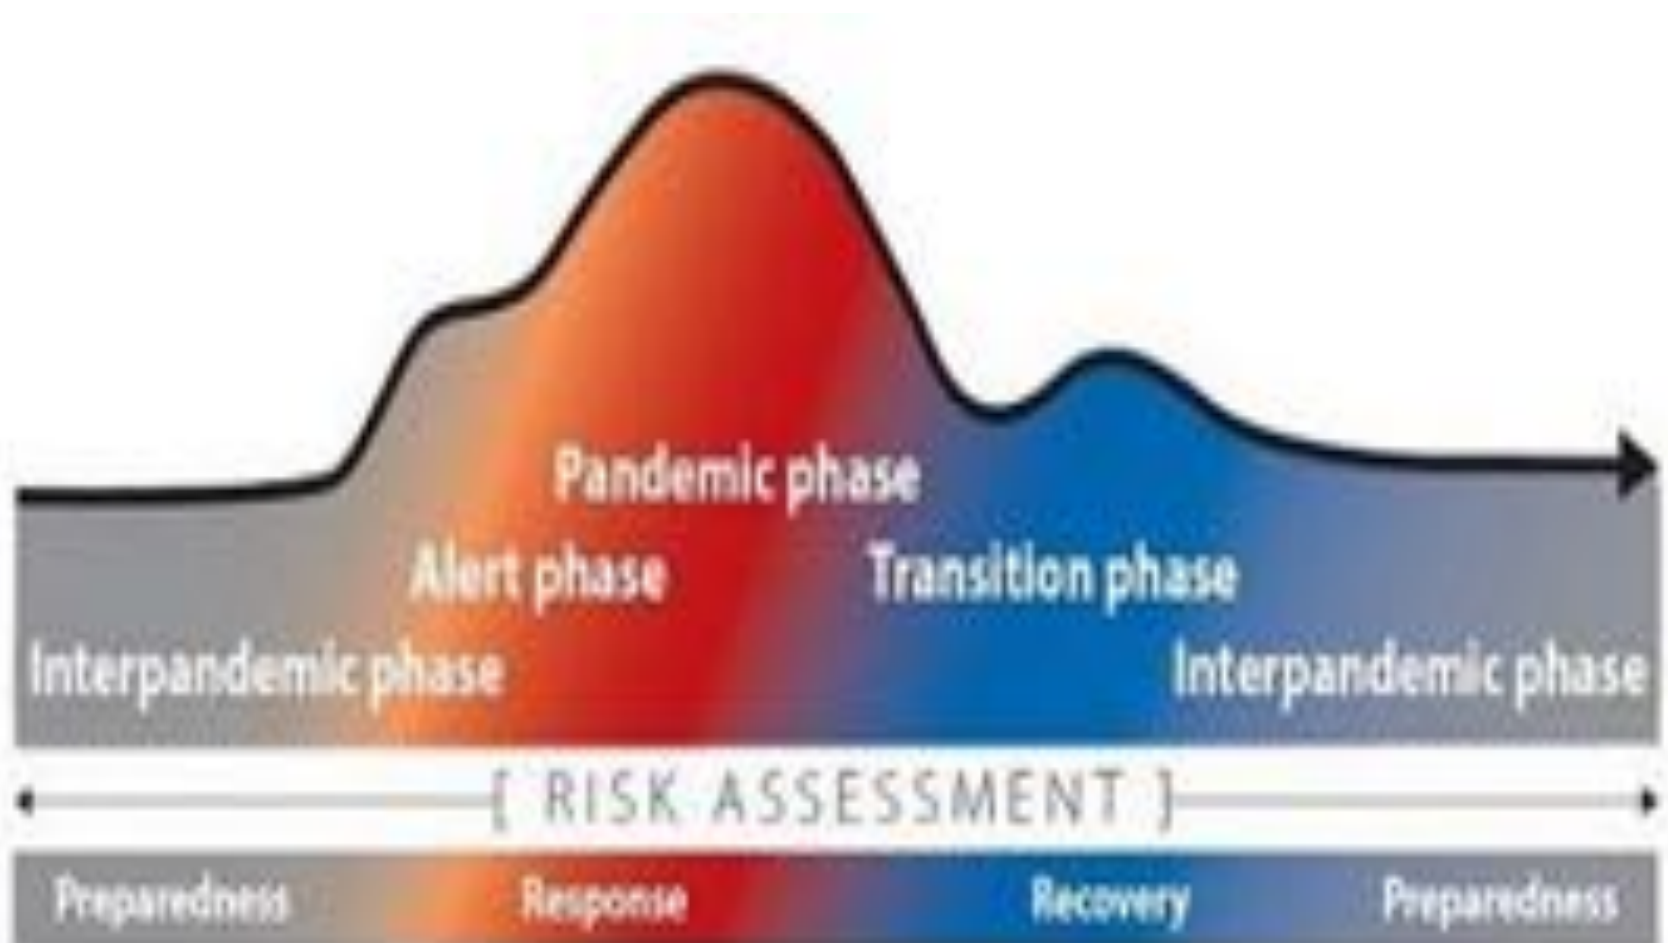 Pandemic phase
Alert phase
Transition phase
Interpandemic phase
Interpandemic phase
[ RISK ASSESSMENT ]
Preparedness
Response
Recovery
Preparedness